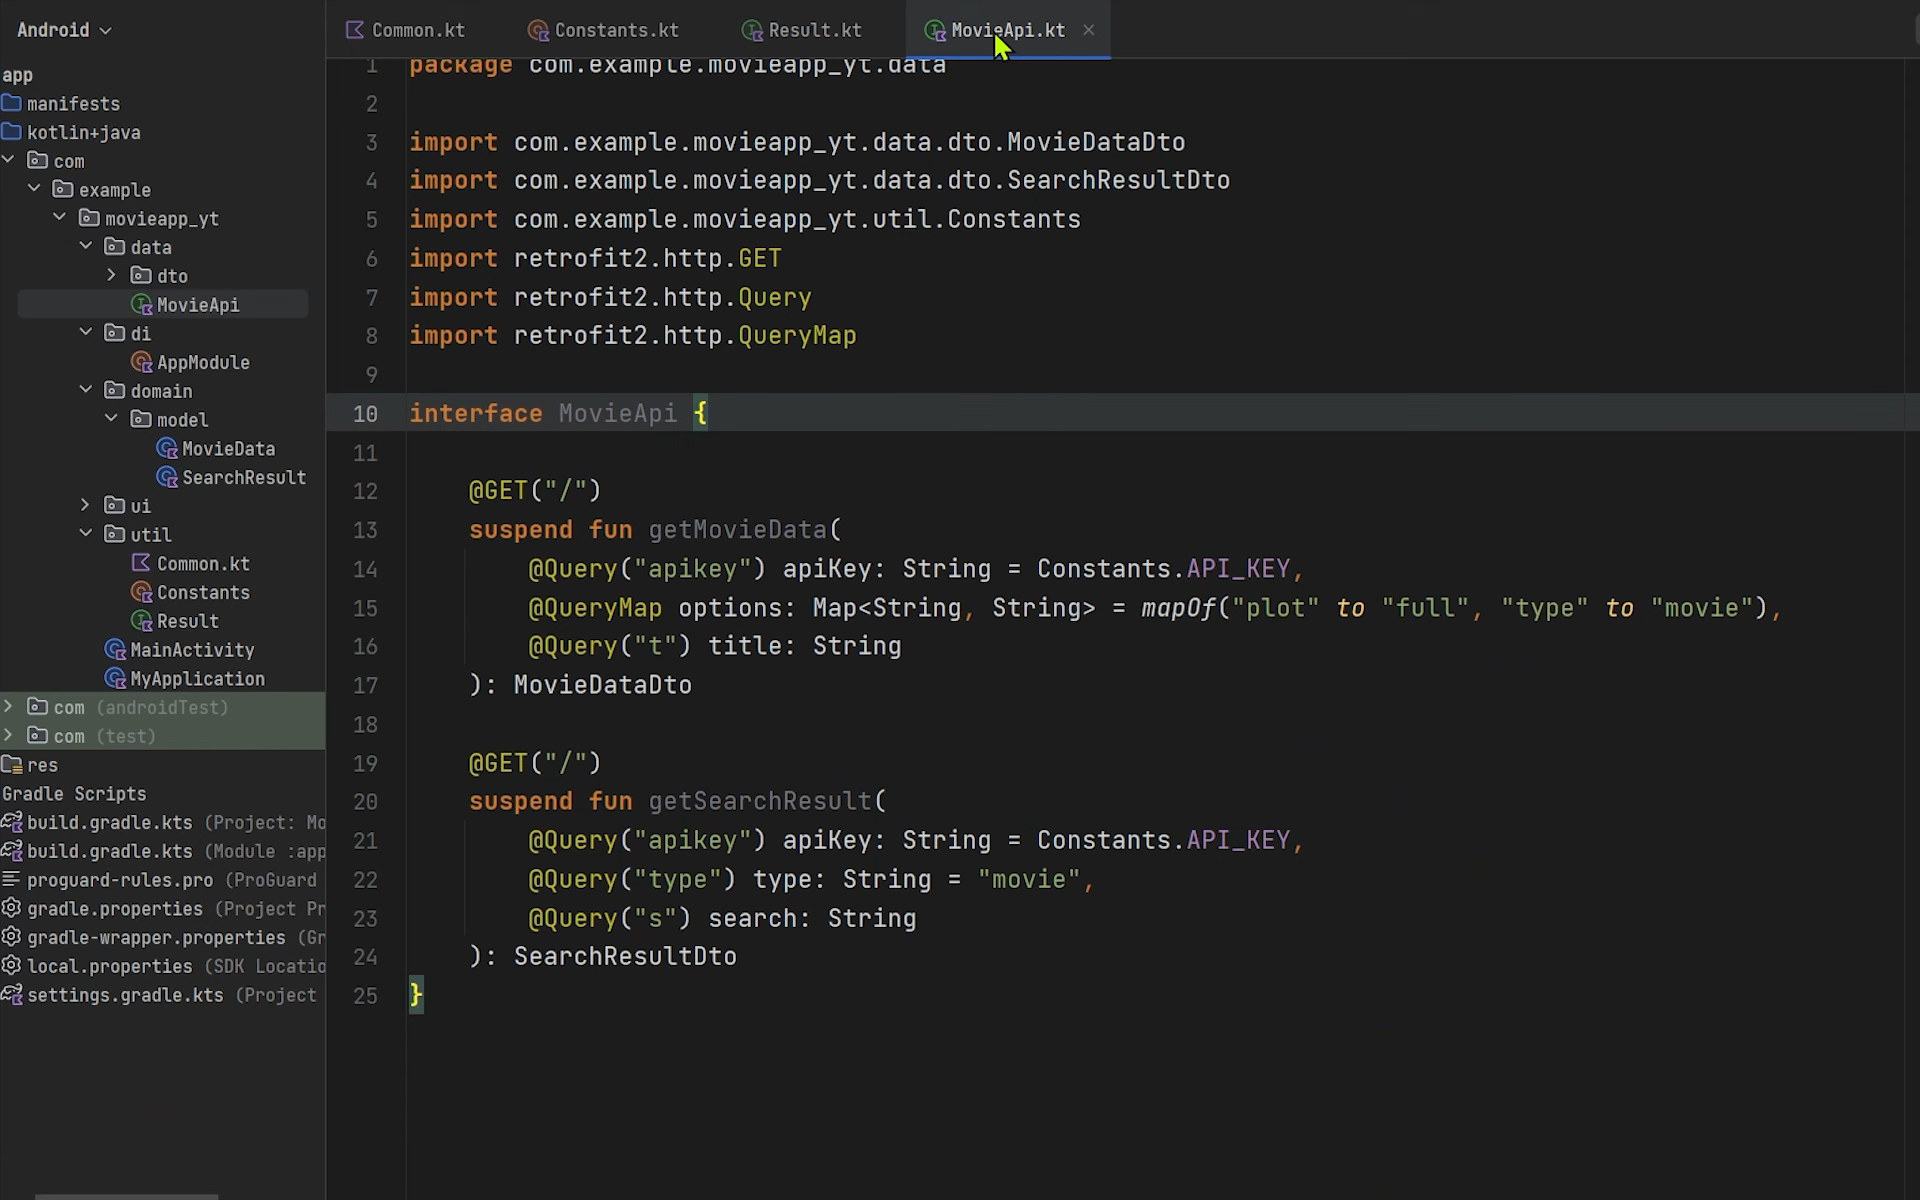 Android
Common.kt
Constants.kt
Result.kt
MovieApi.kt
app
manifests
kotlin+java
com
example
movieapp_yt
data
dto
MovieApi
di
AppModule
domain
model
MovieData
SearchResult
ui
util
Common.kt
Constants
Result
MainActivity
MyApplication
com (androidTest)
com (test)
res
Gradle Scripts
build.gradle.kts (Project: Mo
build.gradle.kts (Module :app
proguard-rules.pro (ProGuard
gradle.properties (Project Pr
gradle-wrapper.properties (Gr
local.properties (SDK Locatio
settings.gradle.kts (Project
1 package com.example.movieapp_yt.data
2
3 import com.example.movieapp_yt.data.dto.MovieDataDto
4 import com.example.movieapp_yt.data.dto.SearchResultDto
5 import com.example.movieapp_yt.util.Constants
6 import retrofit2.http.GET
7 import retrofit2.http.Query
8 import retrofit2.http.QueryMap
9
10 interface MovieApi {
11
12 @GET("/")
13 suspend fun getMovieData(
14 @Query("apikey") apiKey: String = Constants.API_KEY,
15 @QueryMap options: Map<String, String> = mapOf("plot" to "full", "type" to "movie"),
16 @Query("t") title: String
17 ): MovieDataDto
18
19 @GET("/")
20 suspend fun getSearchResult(
21 @Query("apikey") apiKey: String = Constants.API_KEY,
22 @Query("type") type: String = "movie",
23 @Query("s") search: String
24 ): SearchResultDto
25 }